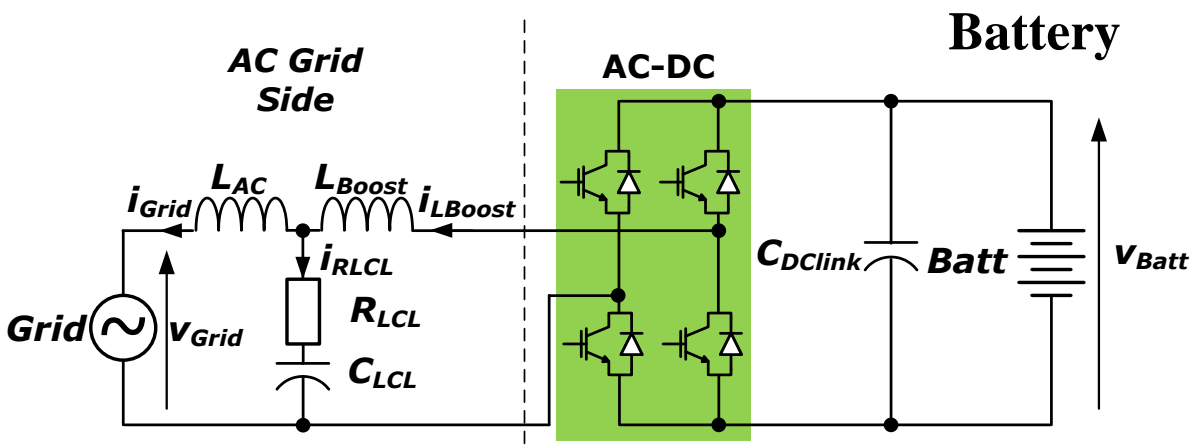 Battery
AC Grid
Side
AC-DC
L_AC
L_Boost
i_Grid
i_LBoost
i_RLCL
C_DClink
Batt
v_Batt
R_LCL
Grid
v_Grid
C_LCL